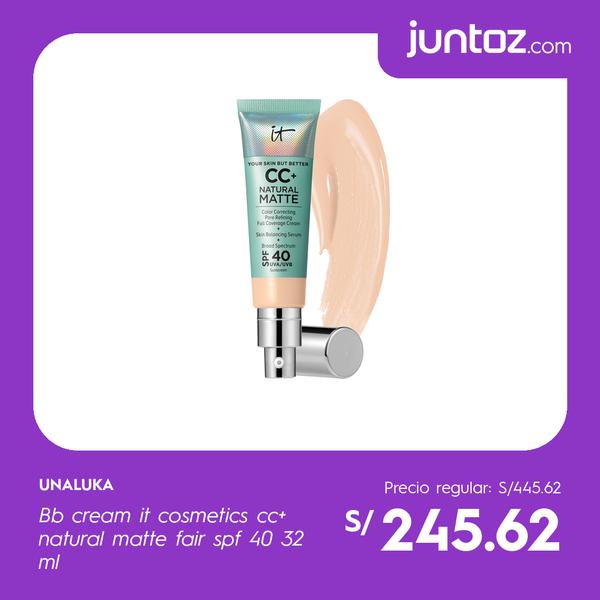 juntoz.com
it
YOUR SKIN BUT BETTER
CC+
NATURAL
MATTE
Color Correcting
Pore Refining
Full Coverage Cream
+
Skin Balancing Serum
+
Broad Spectrum
SPF 40
UVA/UVB
Sunscreen
UNALUKA
Bb cream it cosmetics cc+
natural matte fair spf 40 32
ml
Precio regular: S/445.62
S/ 245.62